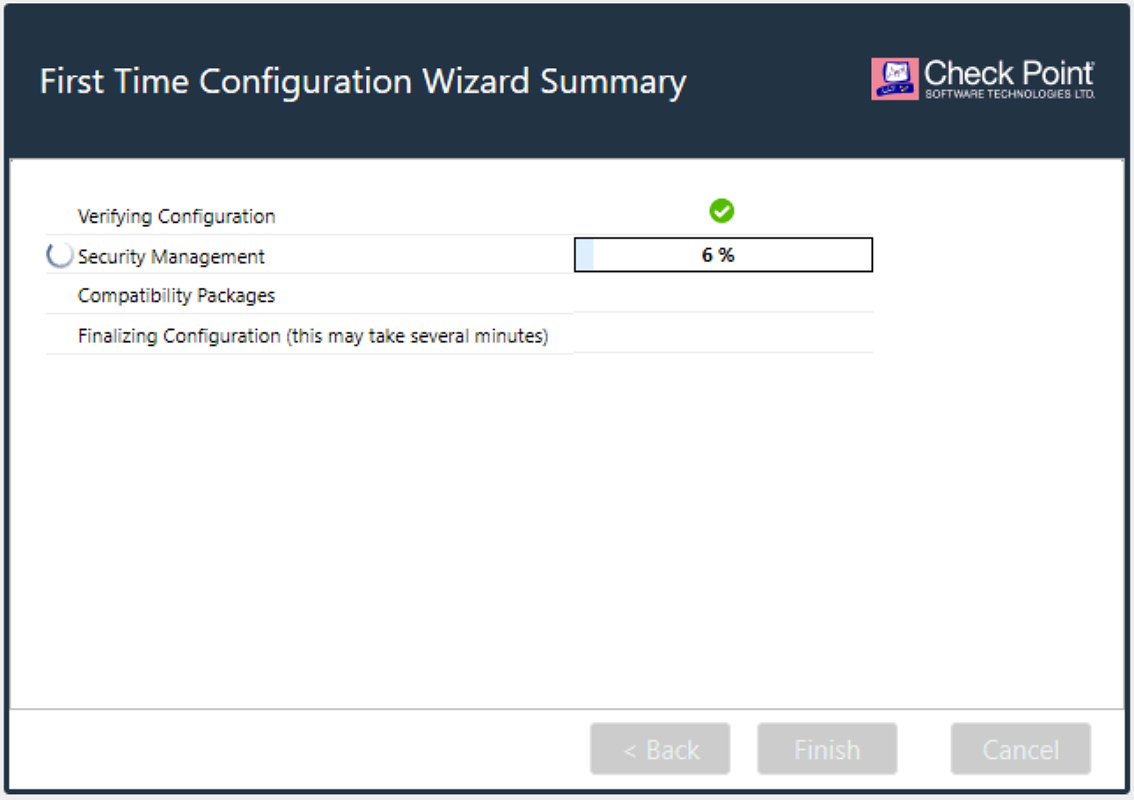 First Time Configuration Wizard Summary
Check Point
SOFTWARE TECHNOLOGIES LTD.
Verifying Configuration
Security Management
6 %
Compatibility Packages
Finalizing Configuration (this may take several minutes)
< Back
Finish
Cancel